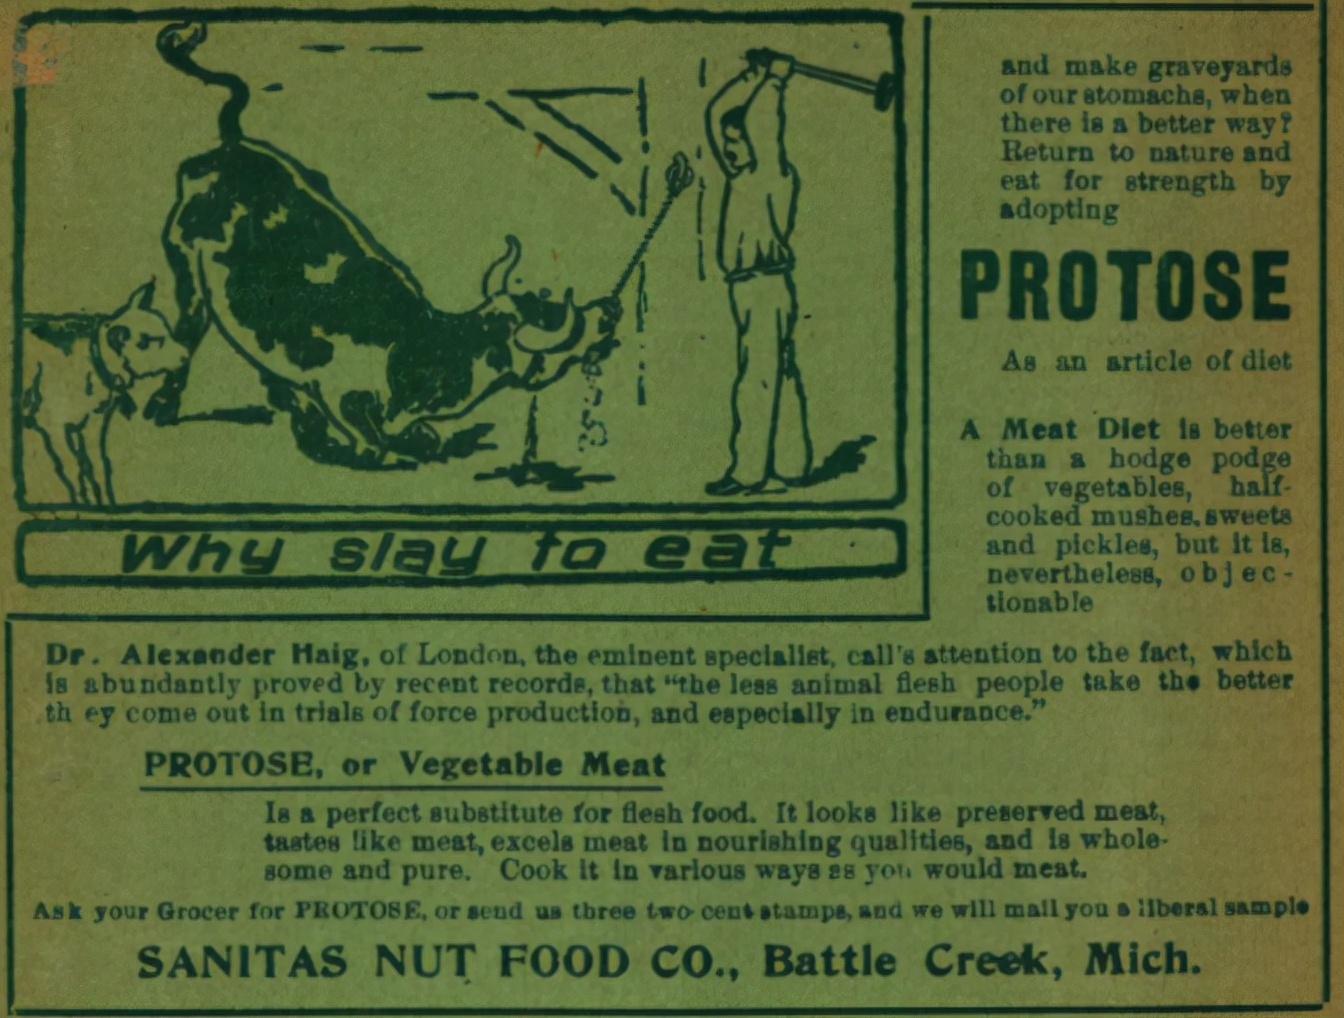 Why slay to eat
and make graveyards
of our stomachs, when
there is a better way?
Return to nature and
eat for strength by
adopting
PROTOSE
As an article of diet
A Meat Diet is better
than a hodge podge
of vegetables, half-
cooked mushes, sweets
and pickles, but it is,
nevertheless, objec-
tionable
Dr. Alexander Haig, of London, the eminent specialist, call's attention to the fact, which
is abundantly proved by recent records, that "the less animal flesh people take the better
th ey come out in trials of force production, and especially in endurance."
PROTOSE, or Vegetable Meat
Is a perfect substitute for flesh food. It looks like preserved meat,
tastes like meat, excels meat in nourishing qualities, and is whole-
some and pure. Cook it in various ways as you would meat.
Ask your Grocer for PROTOSE, or send us three two-cent stamps, and we will mail you a liberal sample
SANITAS NUT FOOD CO., Battle Creek, Mich.